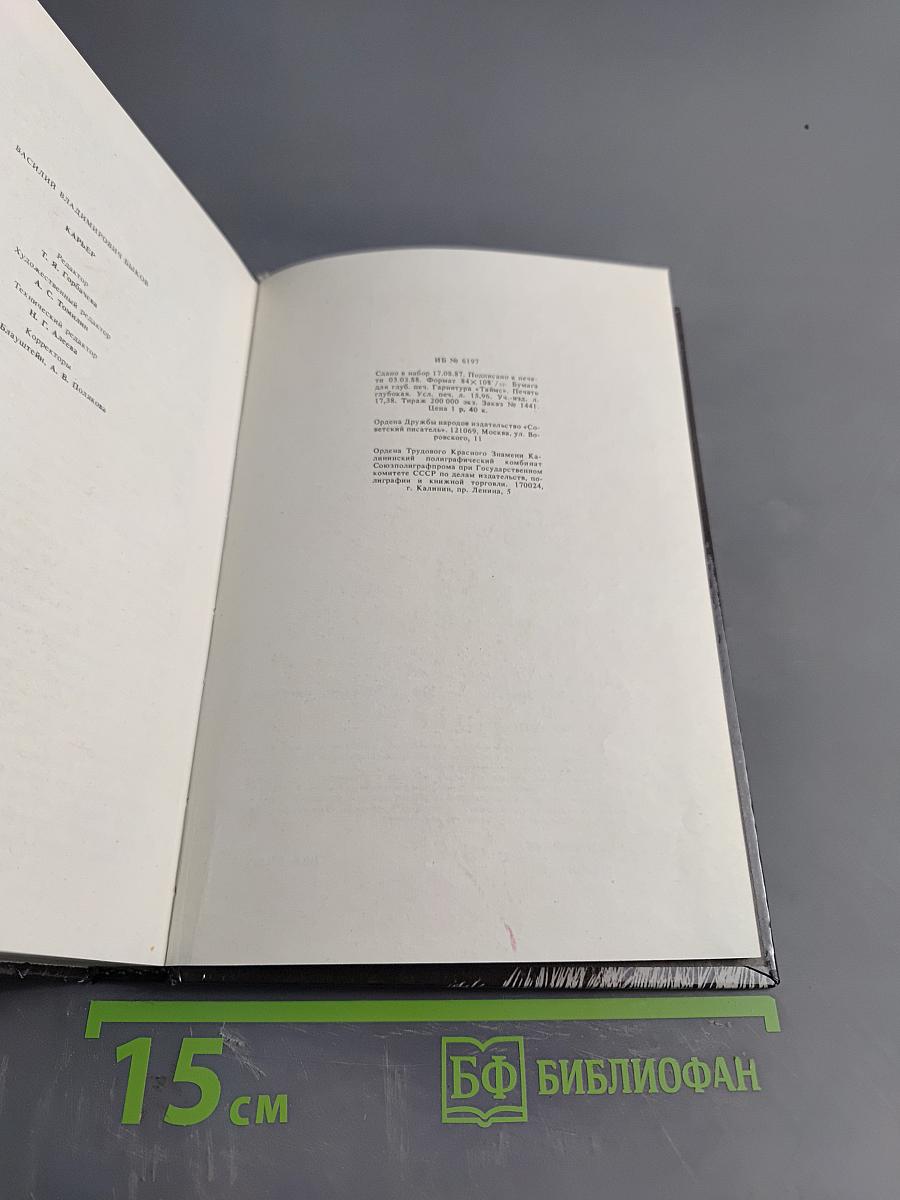 ВАСИЛИЙ ВЛАДИМИРОВИЧ БЫКОВ
КАРЬЕР
Редактор
Т. Я. Горбачева
Художественный редактор
А. С. Томилин
Технический редактор
Н. Г. Алеева
Корректоры
Блауштейн, А. В. Полякова
ИБ № 6197
Сдано в набор 17.08.87. Подписано к печа-
ти 03.03.88. Формат 84×108¹/₃₂. Бумага
для глуб. печ. Гарнитура «Таймс». Печать
глубокая. Усл. печ. л. 15,96. Уч.-изд. л.
17,38. Тираж 200 000 экз. Заказ № 1441.
Цена 1 р. 40 к.
Ордена Дружбы народов издательство «Со-
ветский писатель». 121069, Москва, ул. Во-
ровского, 11
Ордена Трудового Красного Знамени Ка-
лининский полиграфический комбинат
Союзполиграфпрома при Государственном
комитете СССР по делам издательств, по-
лиграфии и книжной торговли. 170024,
г. Калинин, пр. Ленина, 5
15 см
БФ БИБЛИОФАН